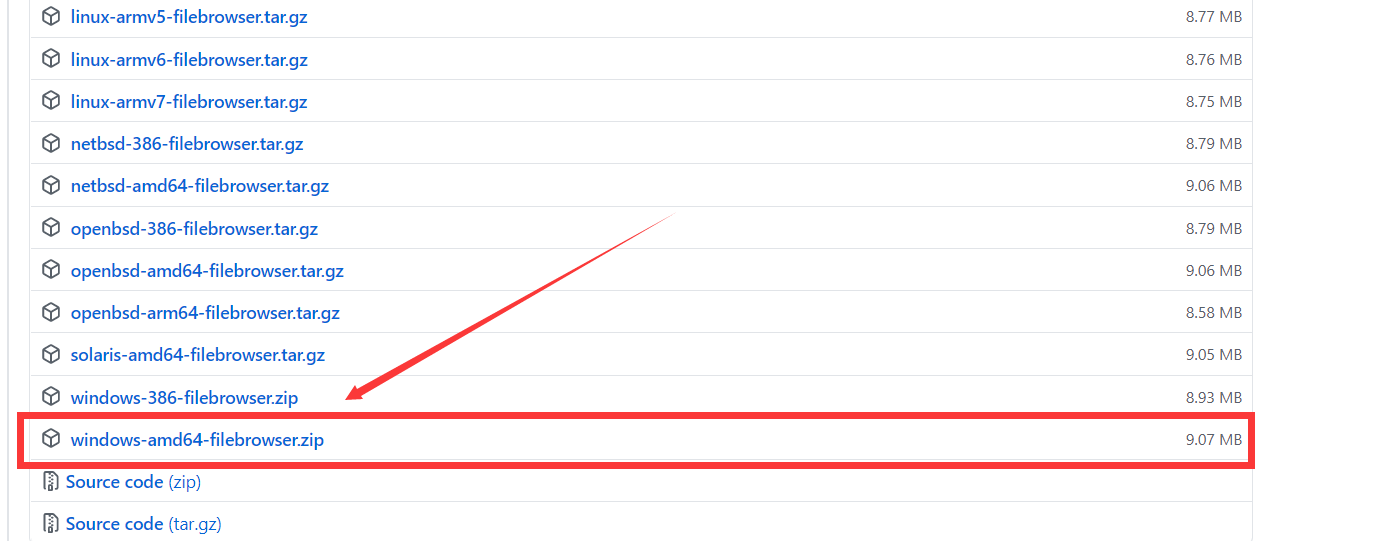 linux-armv5-filebrowser.tar.gz 8.77 MB
linux-armv6-filebrowser.tar.gz 8.76 MB
linux-armv7-filebrowser.tar.gz 8.75 MB
netbsd-386-filebrowser.tar.gz 8.79 MB
netbsd-amd64-filebrowser.tar.gz 9.06 MB
openbsd-386-filebrowser.tar.gz 8.79 MB
openbsd-amd64-filebrowser.tar.gz 9.06 MB
openbsd-arm64-filebrowser.tar.gz 8.58 MB
solaris-amd64-filebrowser.tar.gz 9.05 MB
windows-386-filebrowser.zip 8.93 MB
windows-amd64-filebrowser.zip 9.07 MB
Source code (zip)
Source code (tar.gz)